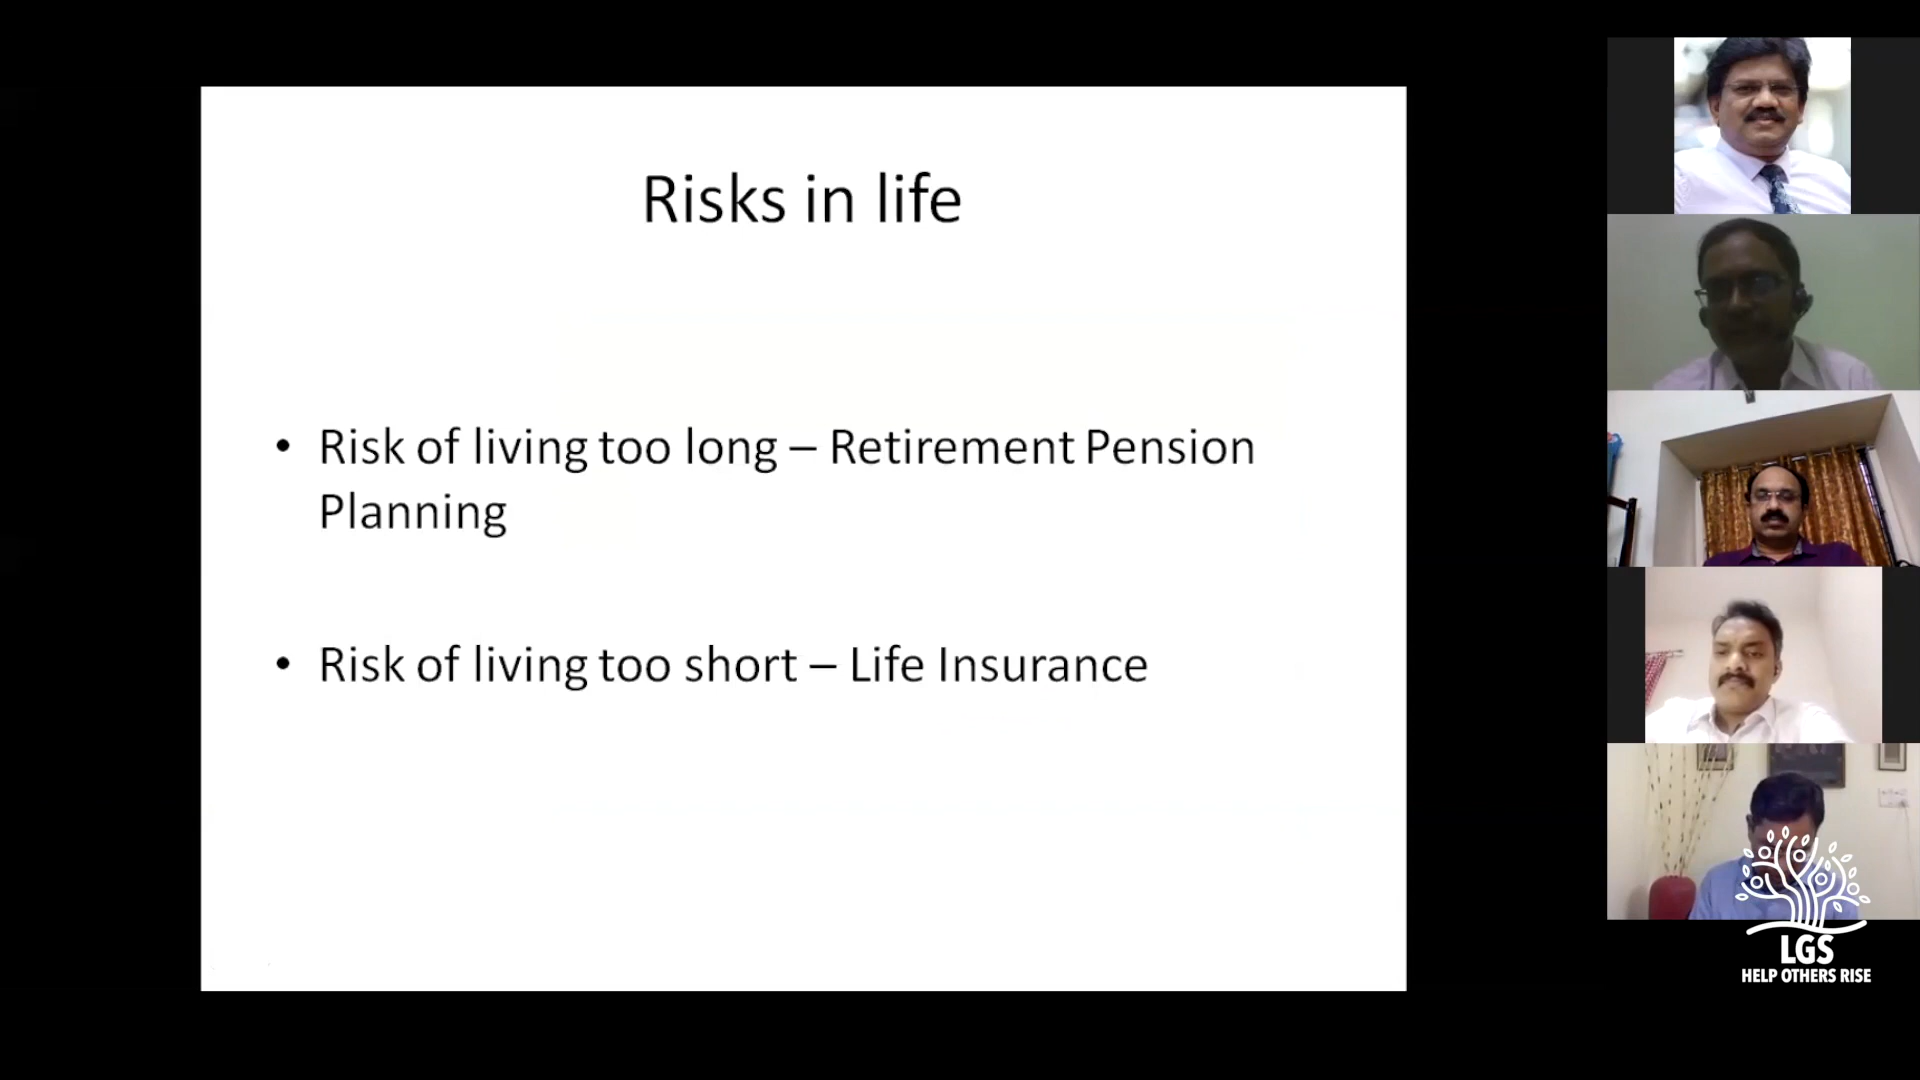 Risks in life
• Risk of living too long – Retirement Pension
Planning
• Risk of living too short – Life Insurance
LGS
HELP OTHERS RISE